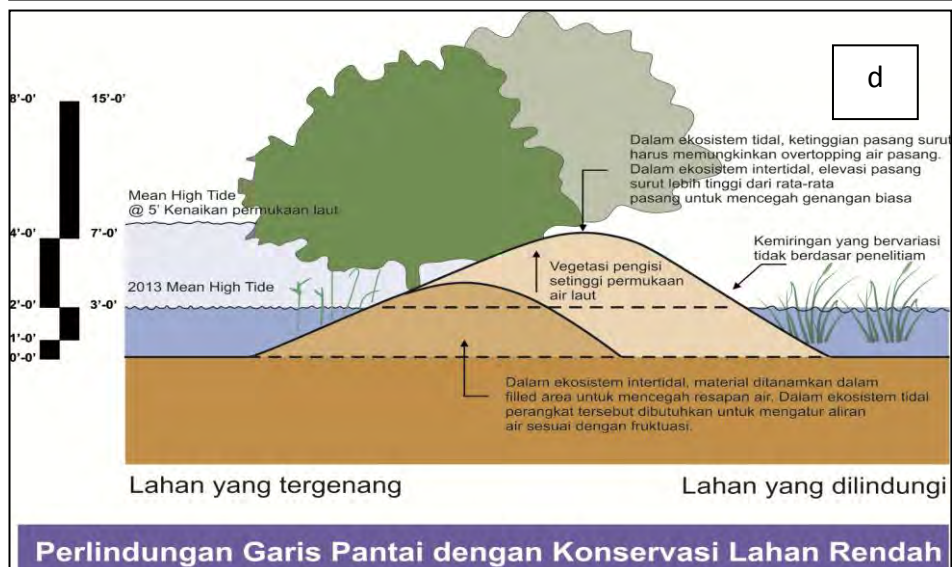 d
8'-0'
15'-0'
Dalam ekosistem tidal, ketinggian pasang surut
harus memungkinkan overtopping air pasang.
Dalam ekosistem intertidal, elevasi pasang
surut lebih tinggi dari rata-rata
pasang untuk mencegah genangan biasa
Mean High Tide
@ 5' Kenaikan permukaan laut
4'-0'
7'-0'
Kemiringan yang bervariasi
tidak berdasar penelitiam
Vegetasi pengisi
setinggi permukaan
air laut
2013 Mean High Tide
2'-0'
3'-0'
1'-0'
0'-0'
Dalam ekosistem intertidal, material ditanamkan dalam
filled area untuk mencegah resapan air. Dalam ekosistem tidal
perangkat tersebut dibutuhkan untuk mengatur aliran
air sesuai dengan fruktuasi.
Lahan yang tergenang
Lahan yang dilindungi
Perlindungan Garis Pantai dengan Konservasi Lahan Rendah